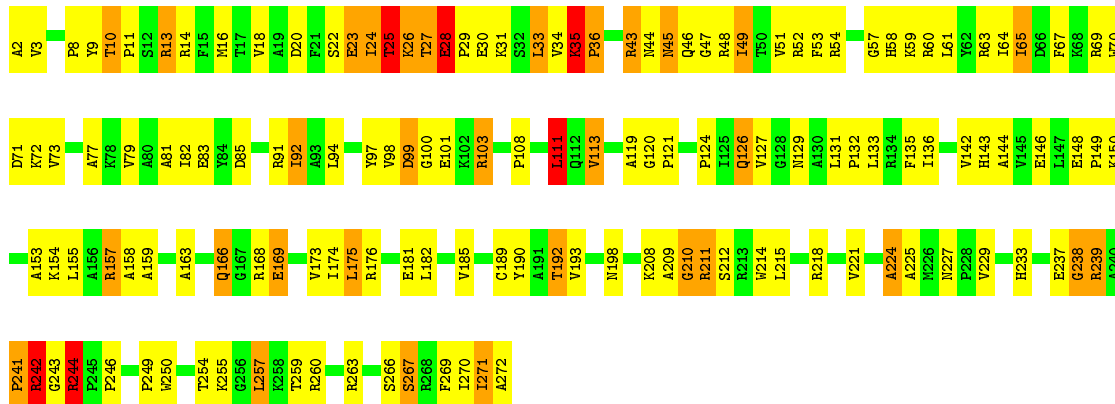 A2 V3 P8 Y9 T10 P11 S12 R13 R14 F15 M16 T17 V18 A19 D20 F21 S22 E23 I24 T25 K26 T27 E28 P29 E30 K31 S32 L33 V34 K35 P36 R43 N44 N45 Q46 G47 R48 I49 T50 V51 R52 F53 R54 G57 H58 K59 R60 L61 Y62 R63 I64 I65 D66 F67 K68 R69
D71 K72 V73 A77 K78 V79 A80 A81 I82 E83 Y84 D85 R91 I92 A93 L94 Y97 V98 D99 G100 E101 K102 R103 P108 L111 Q112 V113 A119 G120 P121 P124 I125 Q126 V127 G128 N129 A130 L131 P132 L133 R134 F135 I136 V142 H143 A144 V145 E146 L147 E148 P149 K150
A153 K154 L155 A156 R157 A158 A159 A163 Q166 G167 R168 E169 V173 I174 L175 R176 E181 L182 V185 G189 Y190 A191 T192 V193 N198 K208 A209 G210 R211 S212 R213 W214 L215 R218 V221 A224 A225 M226 N227 P228 V229 H233 E237 G238 R239 A240
P241 R242 G243 R244 P245 P246 P249 W250 T254 K255 G256 L257 K258 T259 R260 R263 S266 S267 R268 F269 I270 I271 A272